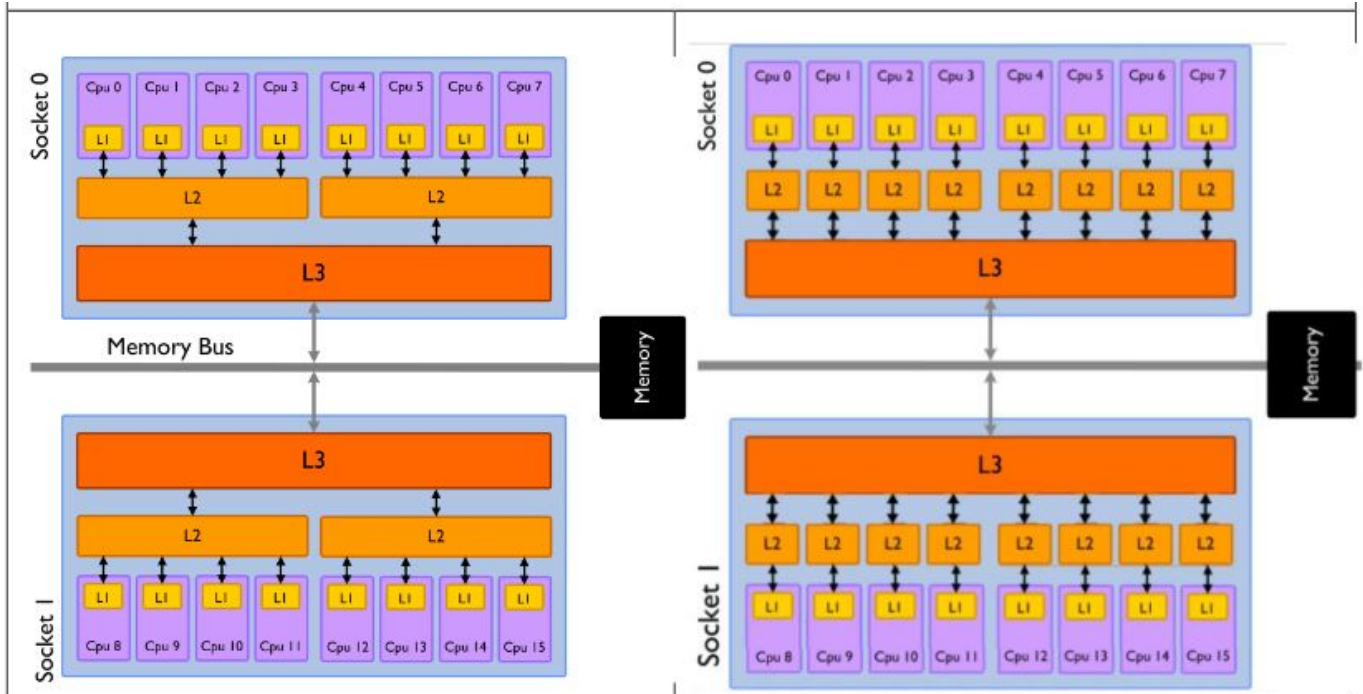 Socket 0
Cpu 0 Cpu 1 Cpu 2 Cpu 3 Cpu 4 Cpu 5 Cpu 6 Cpu 7
L1 L1 L1 L1 L1 L1 L1 L1
L2 L2
L3
Memory Bus
Memory
L3
L2 L2
L1 L1 L1 L1 L1 L1 L1 L1
Cpu 8 Cpu 9 Cpu 10 Cpu 11 Cpu 12 Cpu 13 Cpu 14 Cpu 15
Socket 1
Socket 0
Cpu 0 Cpu 1 Cpu 2 Cpu 3 Cpu 4 Cpu 5 Cpu 6 Cpu 7
L1 L1 L1 L1 L1 L1 L1 L1
L2 L2 L2 L2 L2 L2 L2 L2
L3
Memory
L3
L2 L2 L2 L2 L2 L2 L2 L2
L1 L1 L1 L1 L1 L1 L1 L1
Cpu 8 Cpu 9 Cpu 10 Cpu 11 Cpu 12 Cpu 13 Cpu 14 Cpu 15
Socket 1